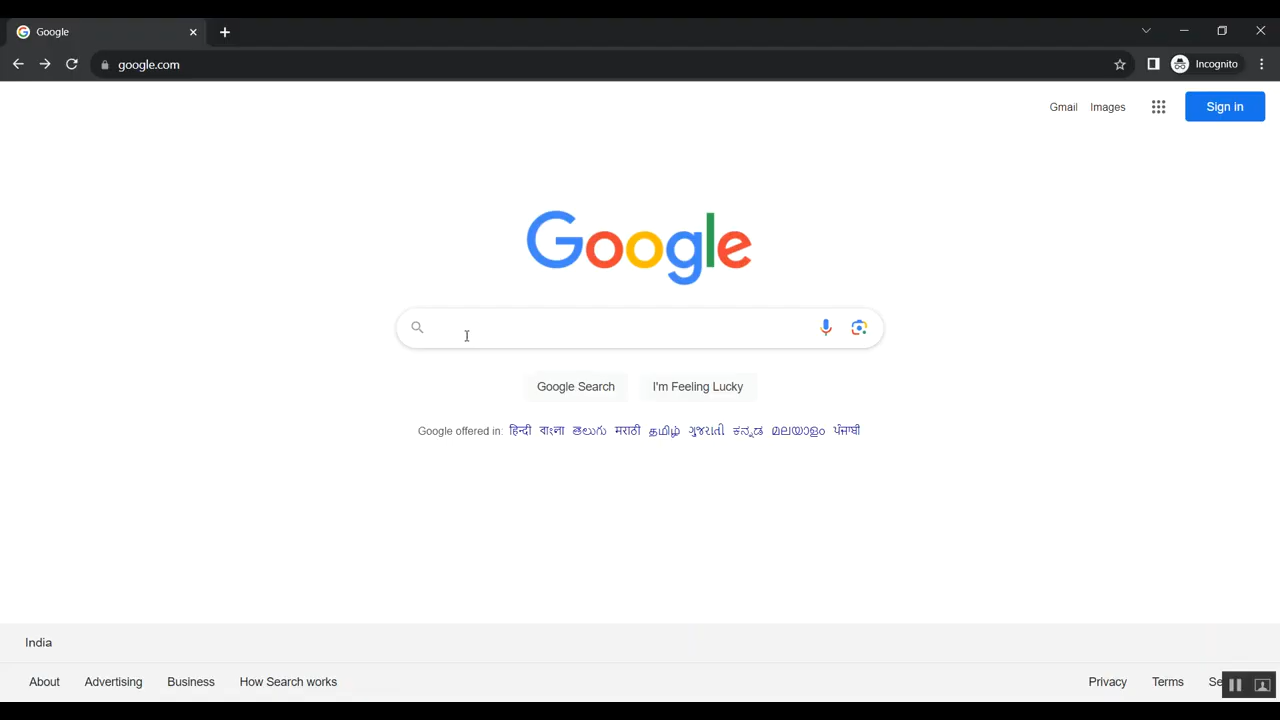 Google
google.com
Incognito
Gmail Images Sign in
Google
Google Search I'm Feeling Lucky
Google offered in: हिन्दी বাংলা తెలుగు मराठी தமிழ் ગુજરાતી ಕನ್ನಡ മലയാളം ਪੰਜਾਬੀ
India
About Advertising Business How Search works Privacy Terms